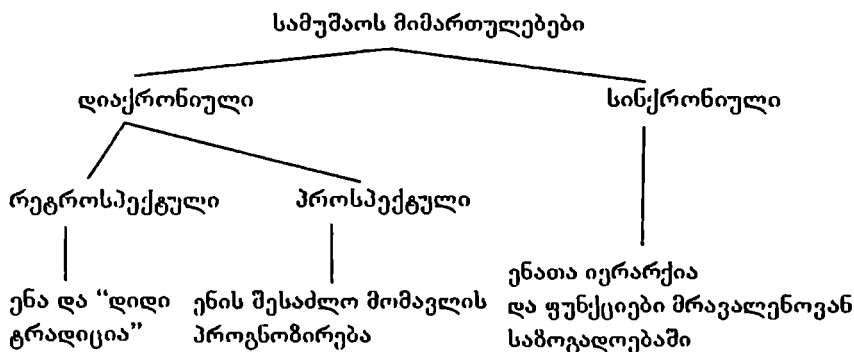 სამუშაოს მიმართულებები
დიაქრონიული
სინქრონიული
რეტროსპექტული
პროსპექტული
ენა და “დიდი
ტრადიცია”
ენის შესაძლო მომავლის
პროგნოზირება
ენათა იერარქია
და ფუნქციები მრავალენოვან
საზოგადოებაში